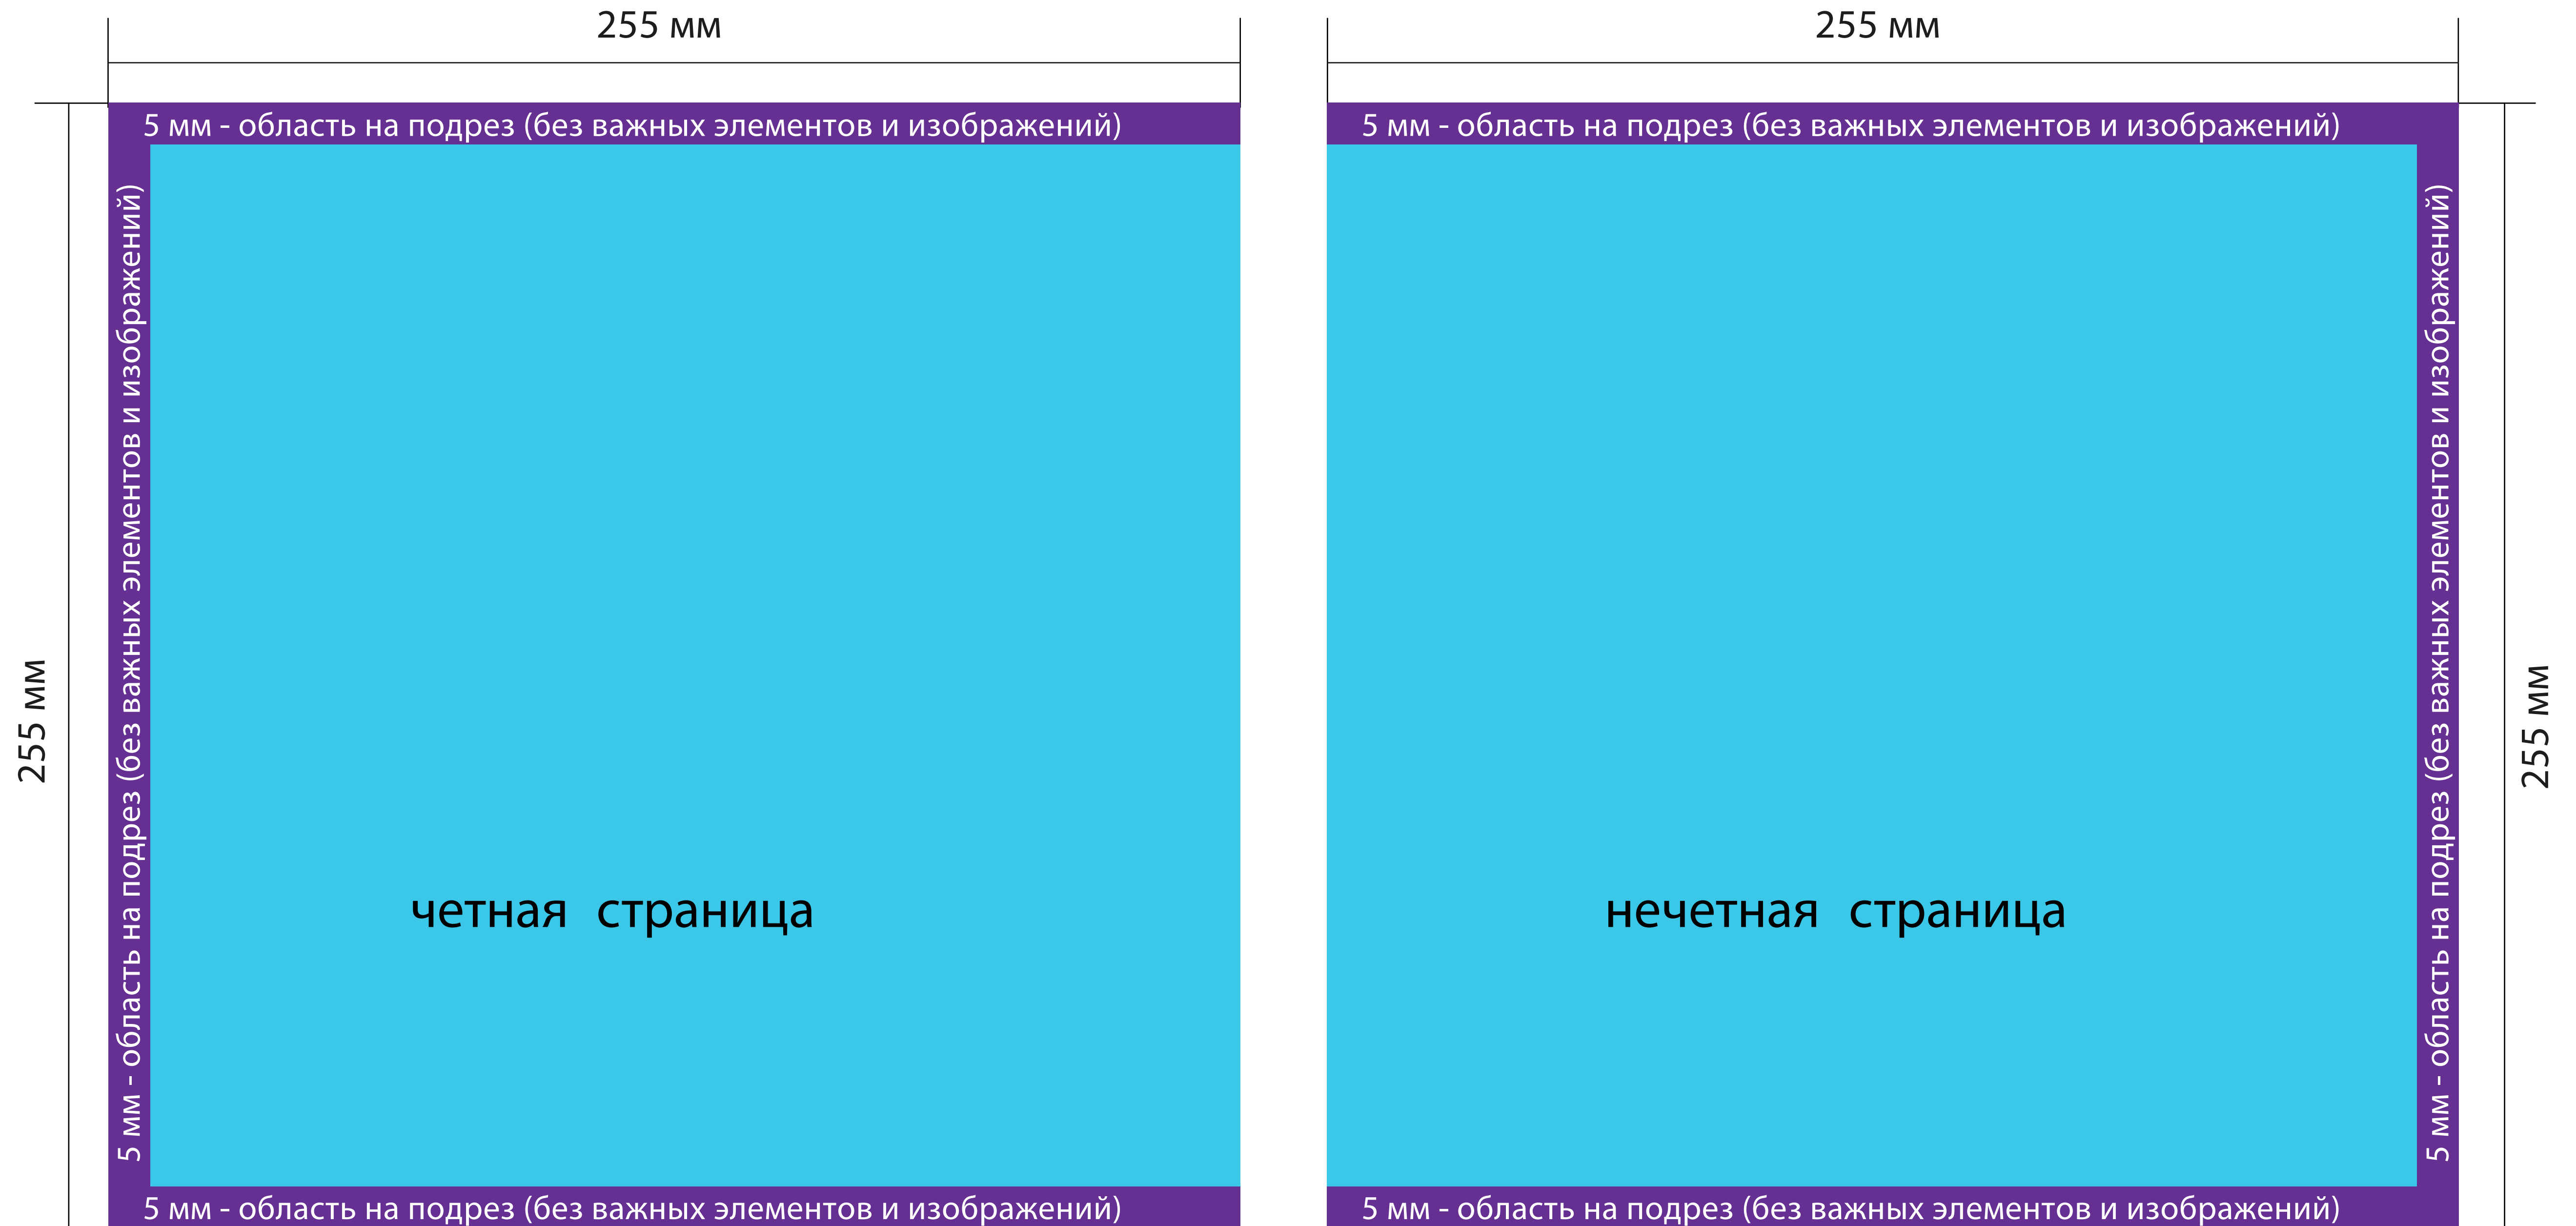 255 мм
255 мм
5 мм - область на подрез (без важных элементов и изображений)
5 мм - область на подрез (без важных элементов и изображений)
5 мм - область на подрез (без важных элементов и изображений)
5 мм - область на подрез (без важных элементов и изображений)
255 мм
255 мм
четная страница
нечетная страница
5 мм - область на подрез (без важных элементов и изображений)
5 мм - область на подрез (без важных элементов и изображений)